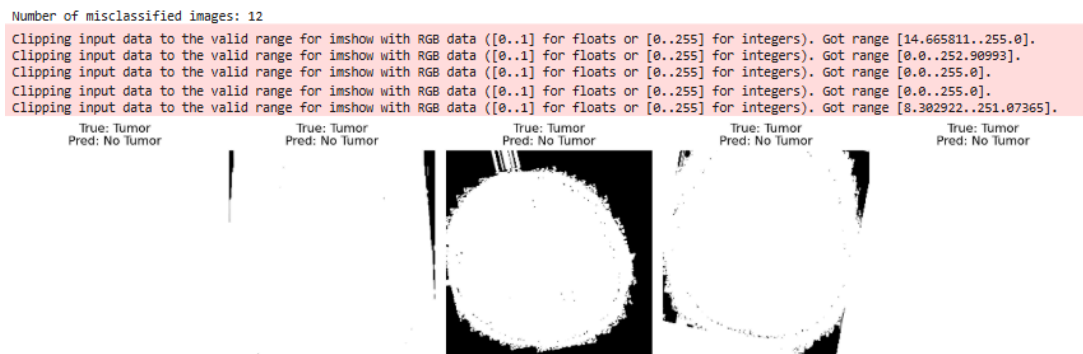 Number of misclassified images: 12
Clipping input data to the valid range for imshow with RGB data ([0..1] for floats or [0..255] for integers). Got range [14.665811..255.0].
Clipping input data to the valid range for imshow with RGB data ([0..1] for floats or [0..255] for integers). Got range [0.0..252.90993].
Clipping input data to the valid range for imshow with RGB data ([0..1] for floats or [0..255] for integers). Got range [0.0..255.0].
Clipping input data to the valid range for imshow with RGB data ([0..1] for floats or [0..255] for integers). Got range [0.0..255.0].
Clipping input data to the valid range for imshow with RGB data ([0..1] for floats or [0..255] for integers). Got range [8.302922..251.07365].
True: Tumor
Pred: No Tumor
True: Tumor
Pred: No Tumor
True: Tumor
Pred: No Tumor
True: Tumor
Pred: No Tumor
True: Tumor
Pred: No Tumor